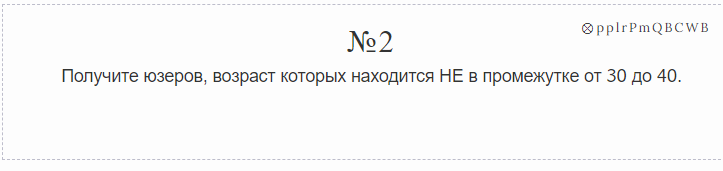 ⊗pplrPmQBCWB
№2
Получите юзеров, возраст которых находится НЕ в промежутке от 30 до 40.